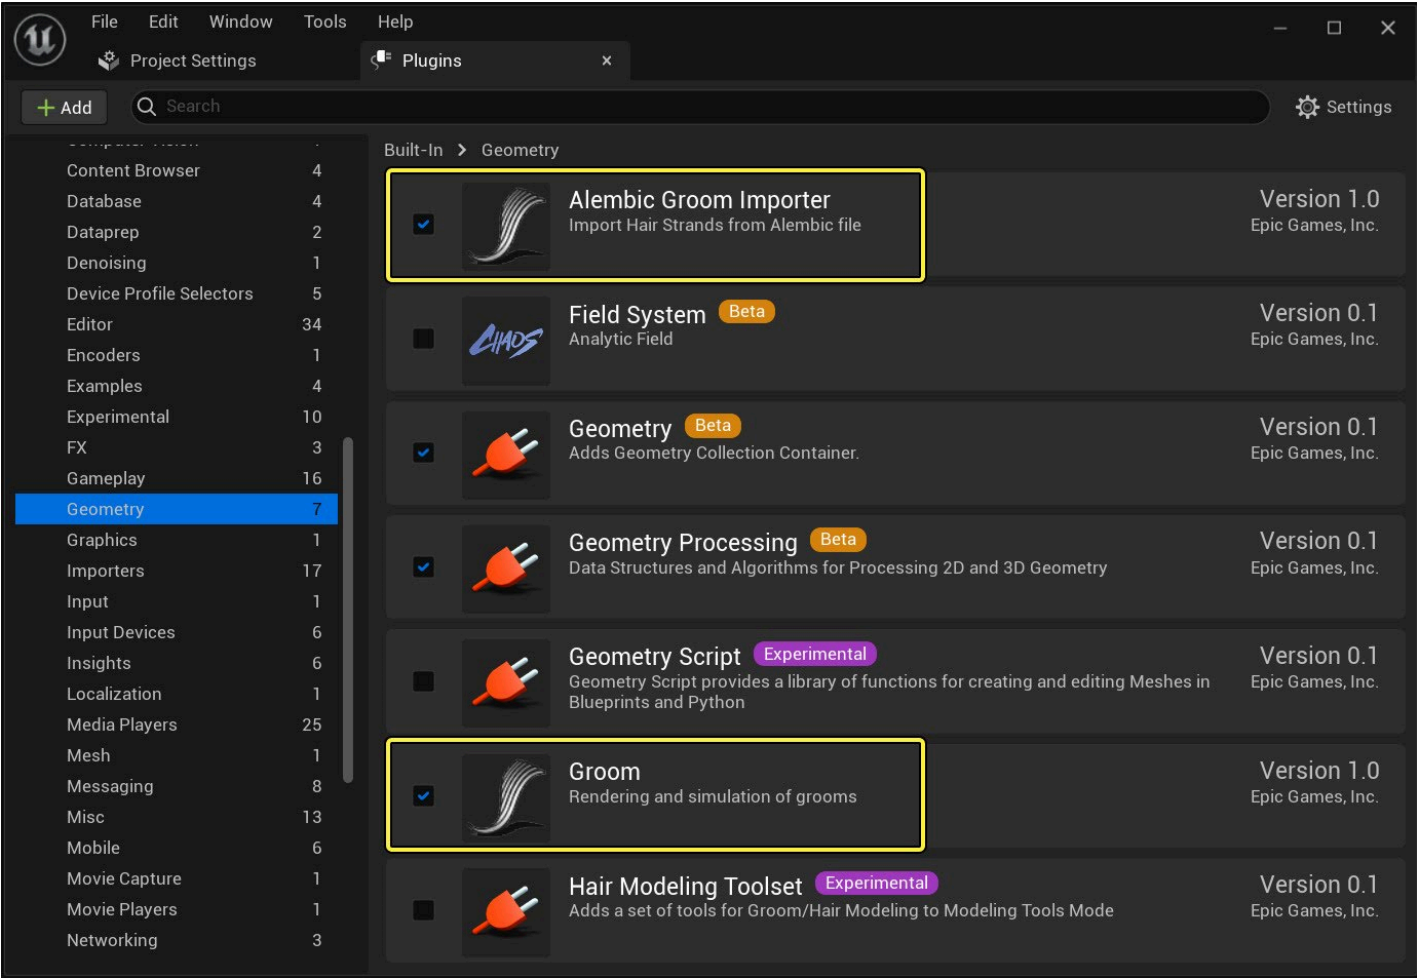 File Edit Window Tools Help
Project Settings
Plugins
Add
Search
Settings
Content Browser 4
Database 4
Dataprep 2
Denoising 1
Device Profile Selectors 5
Editor 34
Encoders 1
Examples 4
Experimental 10
FX 3
Gameplay 16
Geometry 7
Graphics 1
Importers 17
Input 1
Input Devices 6
Insights 6
Localization 1
Media Players 25
Mesh 1
Messaging 8
Misc 13
Mobile 6
Movie Capture 1
Movie Players 1
Networking 3
Built-In > Geometry
Alembic Groom Importer
Import Hair Strands from Alembic file
Version 1.0
Epic Games, Inc.
Field System Beta
Analytic Field
CHAOS
Version 0.1
Epic Games, Inc.
Geometry Beta
Adds Geometry Collection Container.
Version 0.1
Epic Games, Inc.
Geometry Processing Beta
Data Structures and Algorithms for Processing 2D and 3D Geometry
Version 0.1
Epic Games, Inc.
Geometry Script Experimental
Geometry Script provides a library of functions for creating and editing Meshes in
Blueprints and Python
Version 0.1
Epic Games, Inc.
Groom
Rendering and simulation of grooms
Version 1.0
Epic Games, Inc.
Hair Modeling Toolset Experimental
Adds a set of tools for Groom/Hair Modeling to Modeling Tools Mode
Version 0.1
Epic Games, Inc.